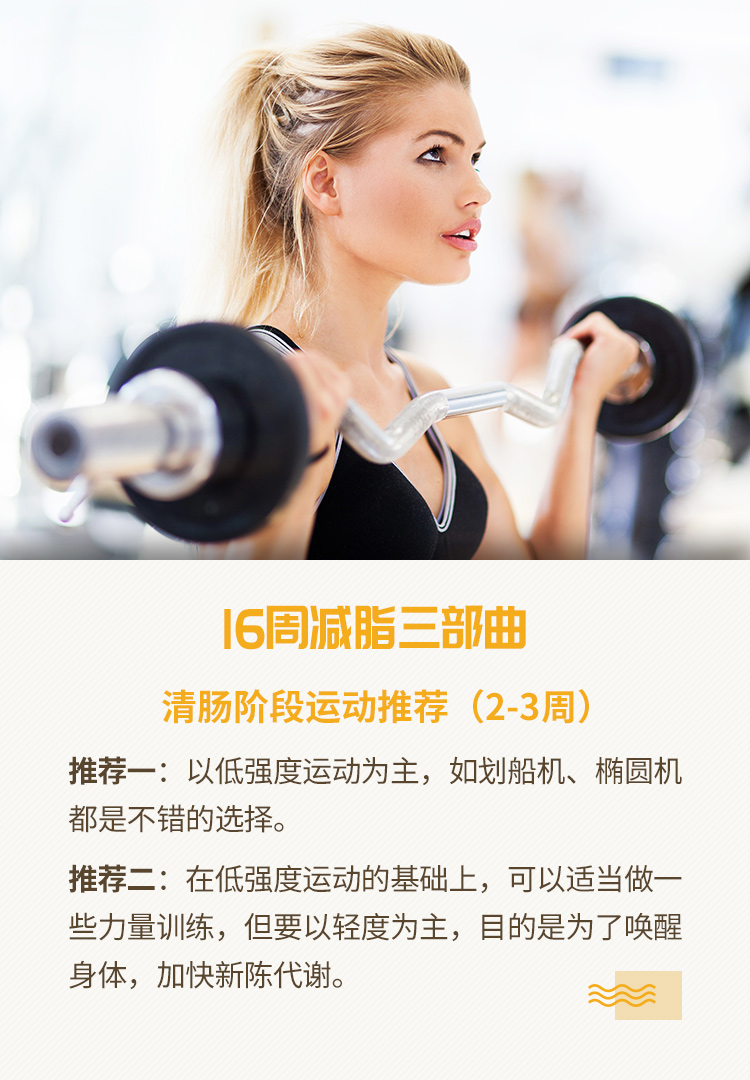 16周减脂三部曲
清肠阶段运动推荐（2-3周）
推荐一：以低强度运动为主，如划船机、椭圆机
都是不错的选择。
推荐二：在低强度运动的基础上，可以适当做一
些力量训练，但要以轻度为主，目的是为了唤醒
身体，加快新陈代谢。